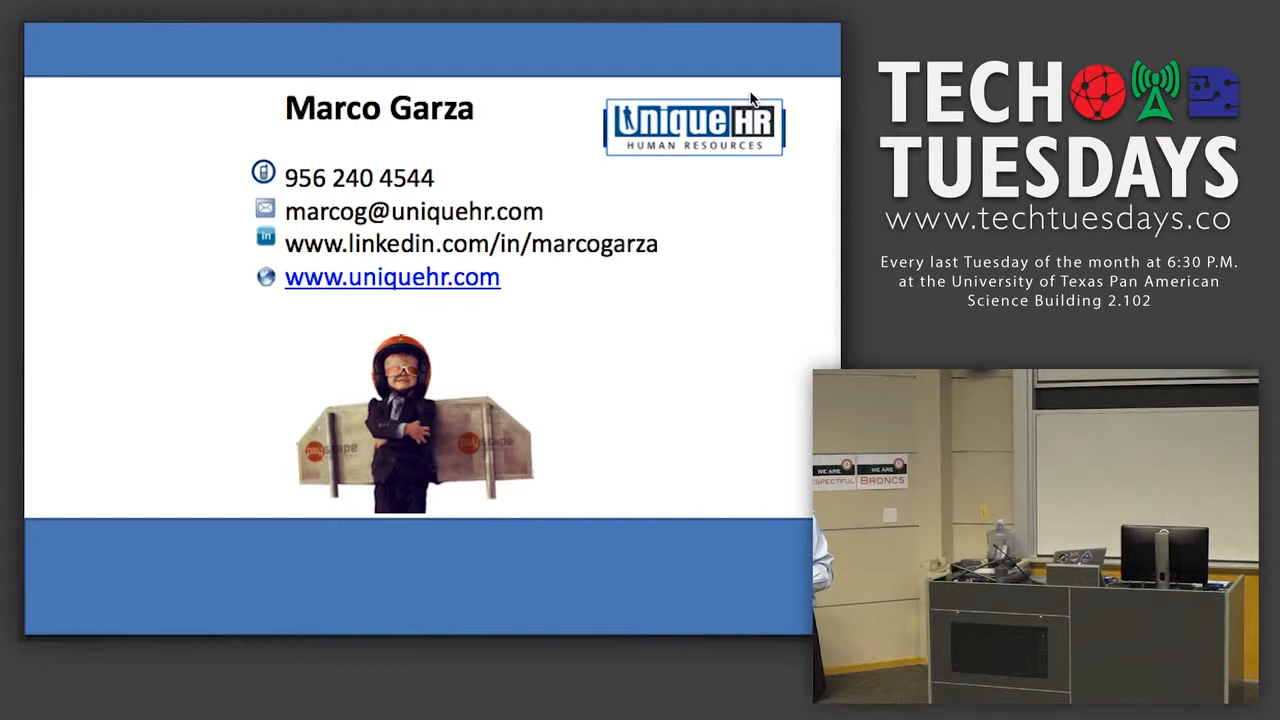 Marco Garza
Unique HR
HUMAN RESOURCES
956 240 4544
marcog@uniquehr.com
in
www.linkedin.com/in/marcogarza
www.uniquehr.com
TECH
TUESDAYS
www.techtuesdays.co
Every last Tuesday of the month at 6:30 P.M.
at the University of Texas Pan American
Science Building 2.102
WE ARE
WE ARE
BRONCS